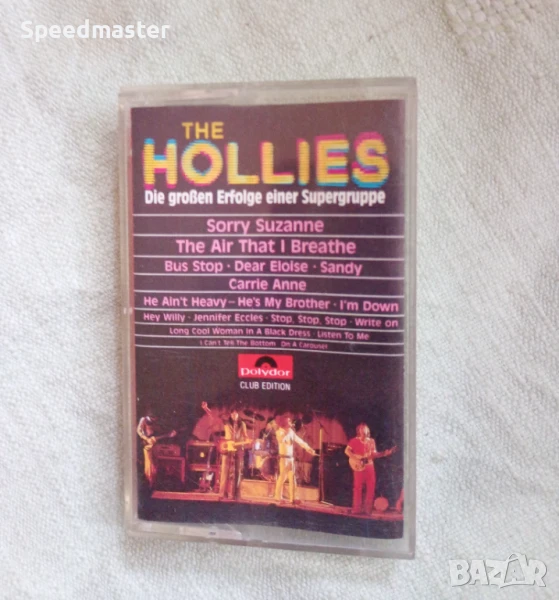 Speedmaster
THE
HOLLIES
Die großen Erfolge einer Supergruppe
Sorry Suzanne
The Air That I Breathe
Bus Stop · Dear Eloise · Sandy
Carrie Anne
He Ain't Heavy – He's My Brother · I'm Down
Hey Willy · Jennifer Eccles · Stop, Stop, Stop · Write on
Long Cool Woman In A Black Dress · Listen To Me
I Can't Tell The Bottom · On A Carousel
Polydor
CLUB EDITION
BAZAR